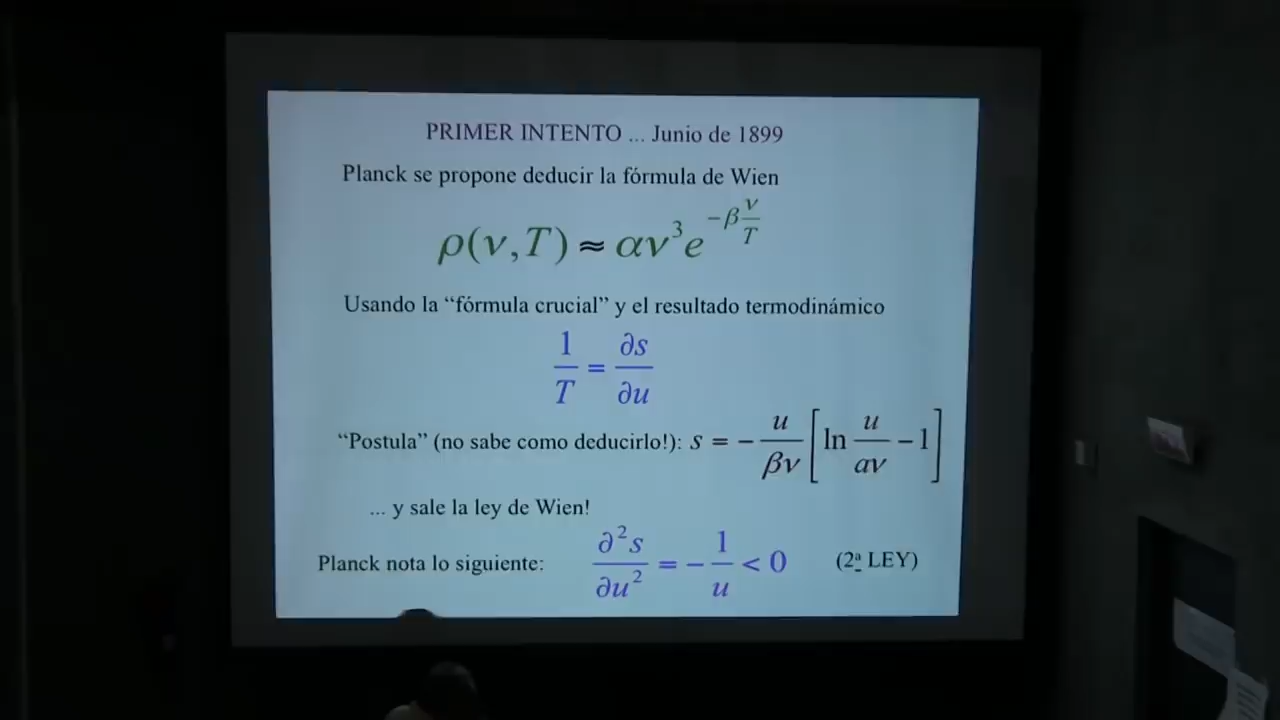 PRIMER INTENTO ... Junio de 1899
Planck se propone deducir la fórmula de Wien
ρ(ν,T) ≈ αν³e^(−β ν/T)
Usando la “fórmula crucial” y el resultado termodinámico
1/T = ∂s/∂u
“Postula” (no sabe como deducirlo!): s = − u/βν [ln u/αν − 1]
... y sale la ley de Wien!
Planck nota lo siguiente: ∂²s/∂u² = − 1/u < 0 (2ª LEY)